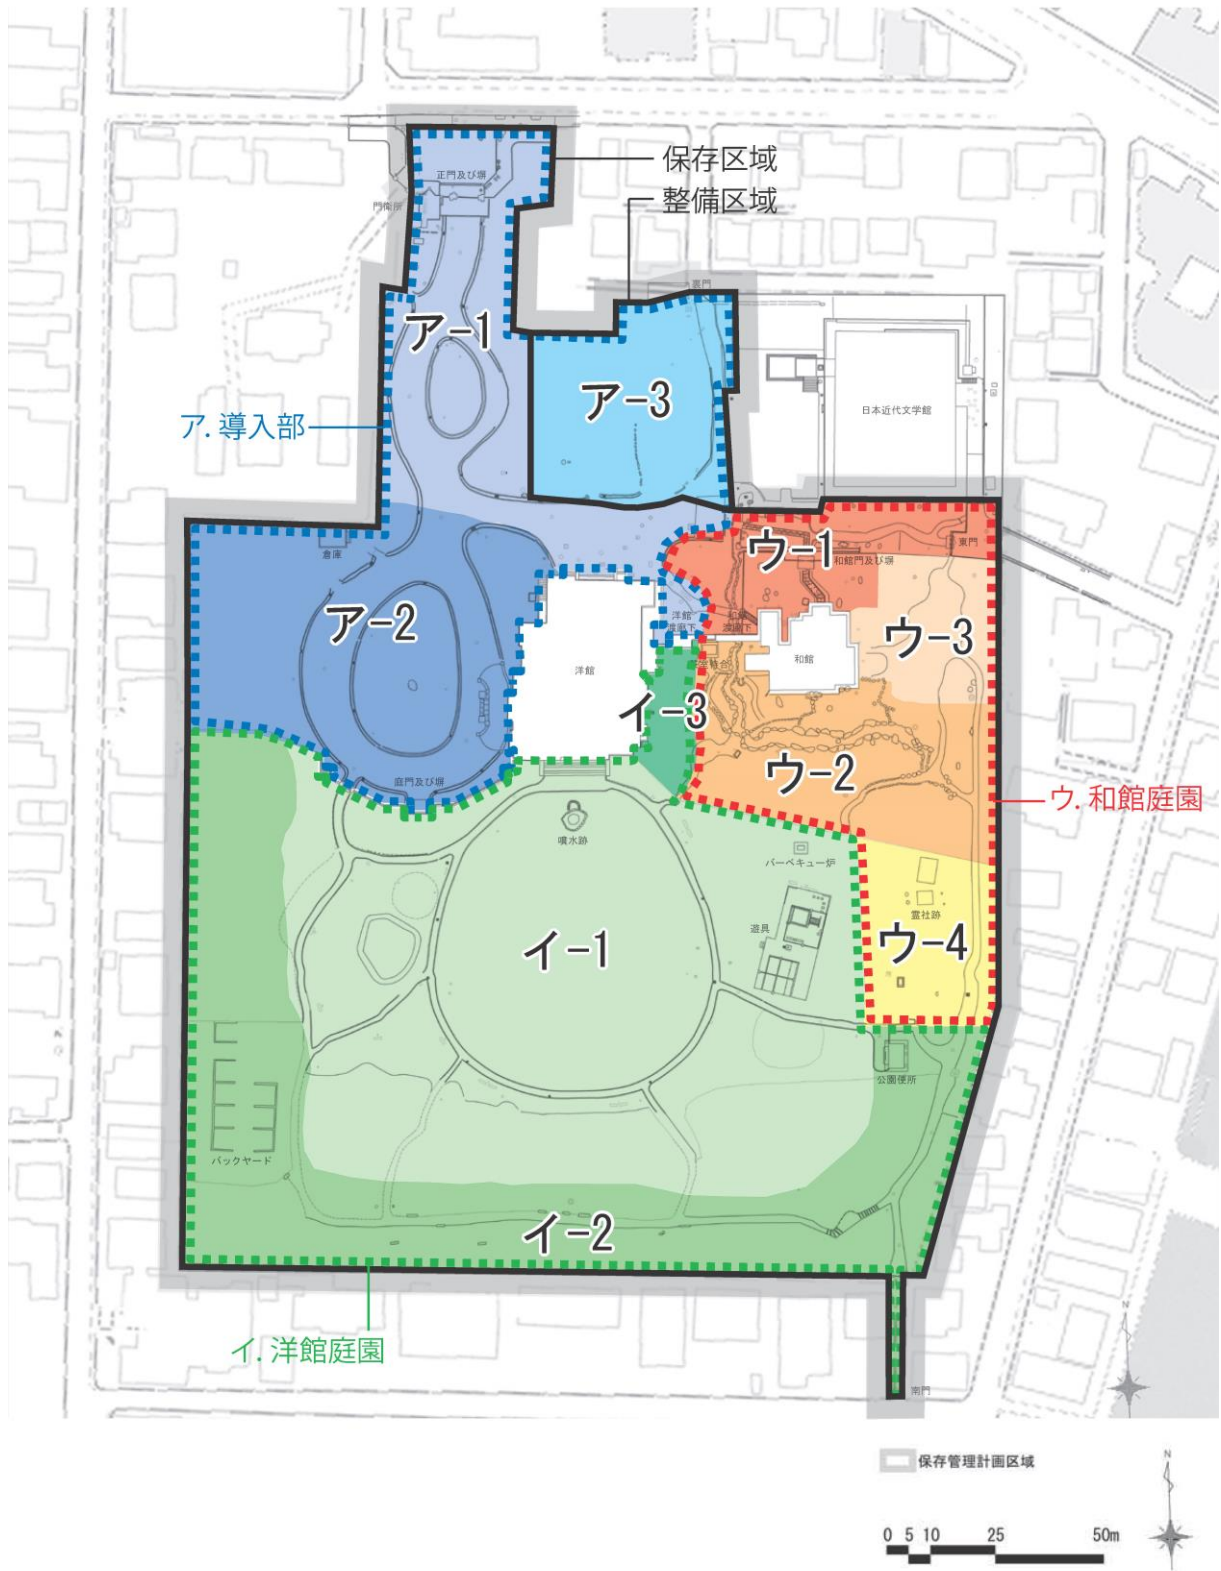 保存区域
正門及び塀
整備区域
門衛所
裏門
ア-1
ア-3
日本近代文学館
ア. 導入部
ウ-1
東門
倉庫
和館門及び塀
ア-2
洋館
渡廊下
和館
渡廊下
ウ-3
洋館
和館
イ-3
ウ-2
庭門及び塀
ウ. 和館庭園
噴水跡
バーベキュー炉
霊社跡
遊具
イ-1
ウ-4
公園便所
バックヤード
イ-2
イ. 洋館庭園
N
南門
保存管理計画区域
N
0 5 10 25 50m